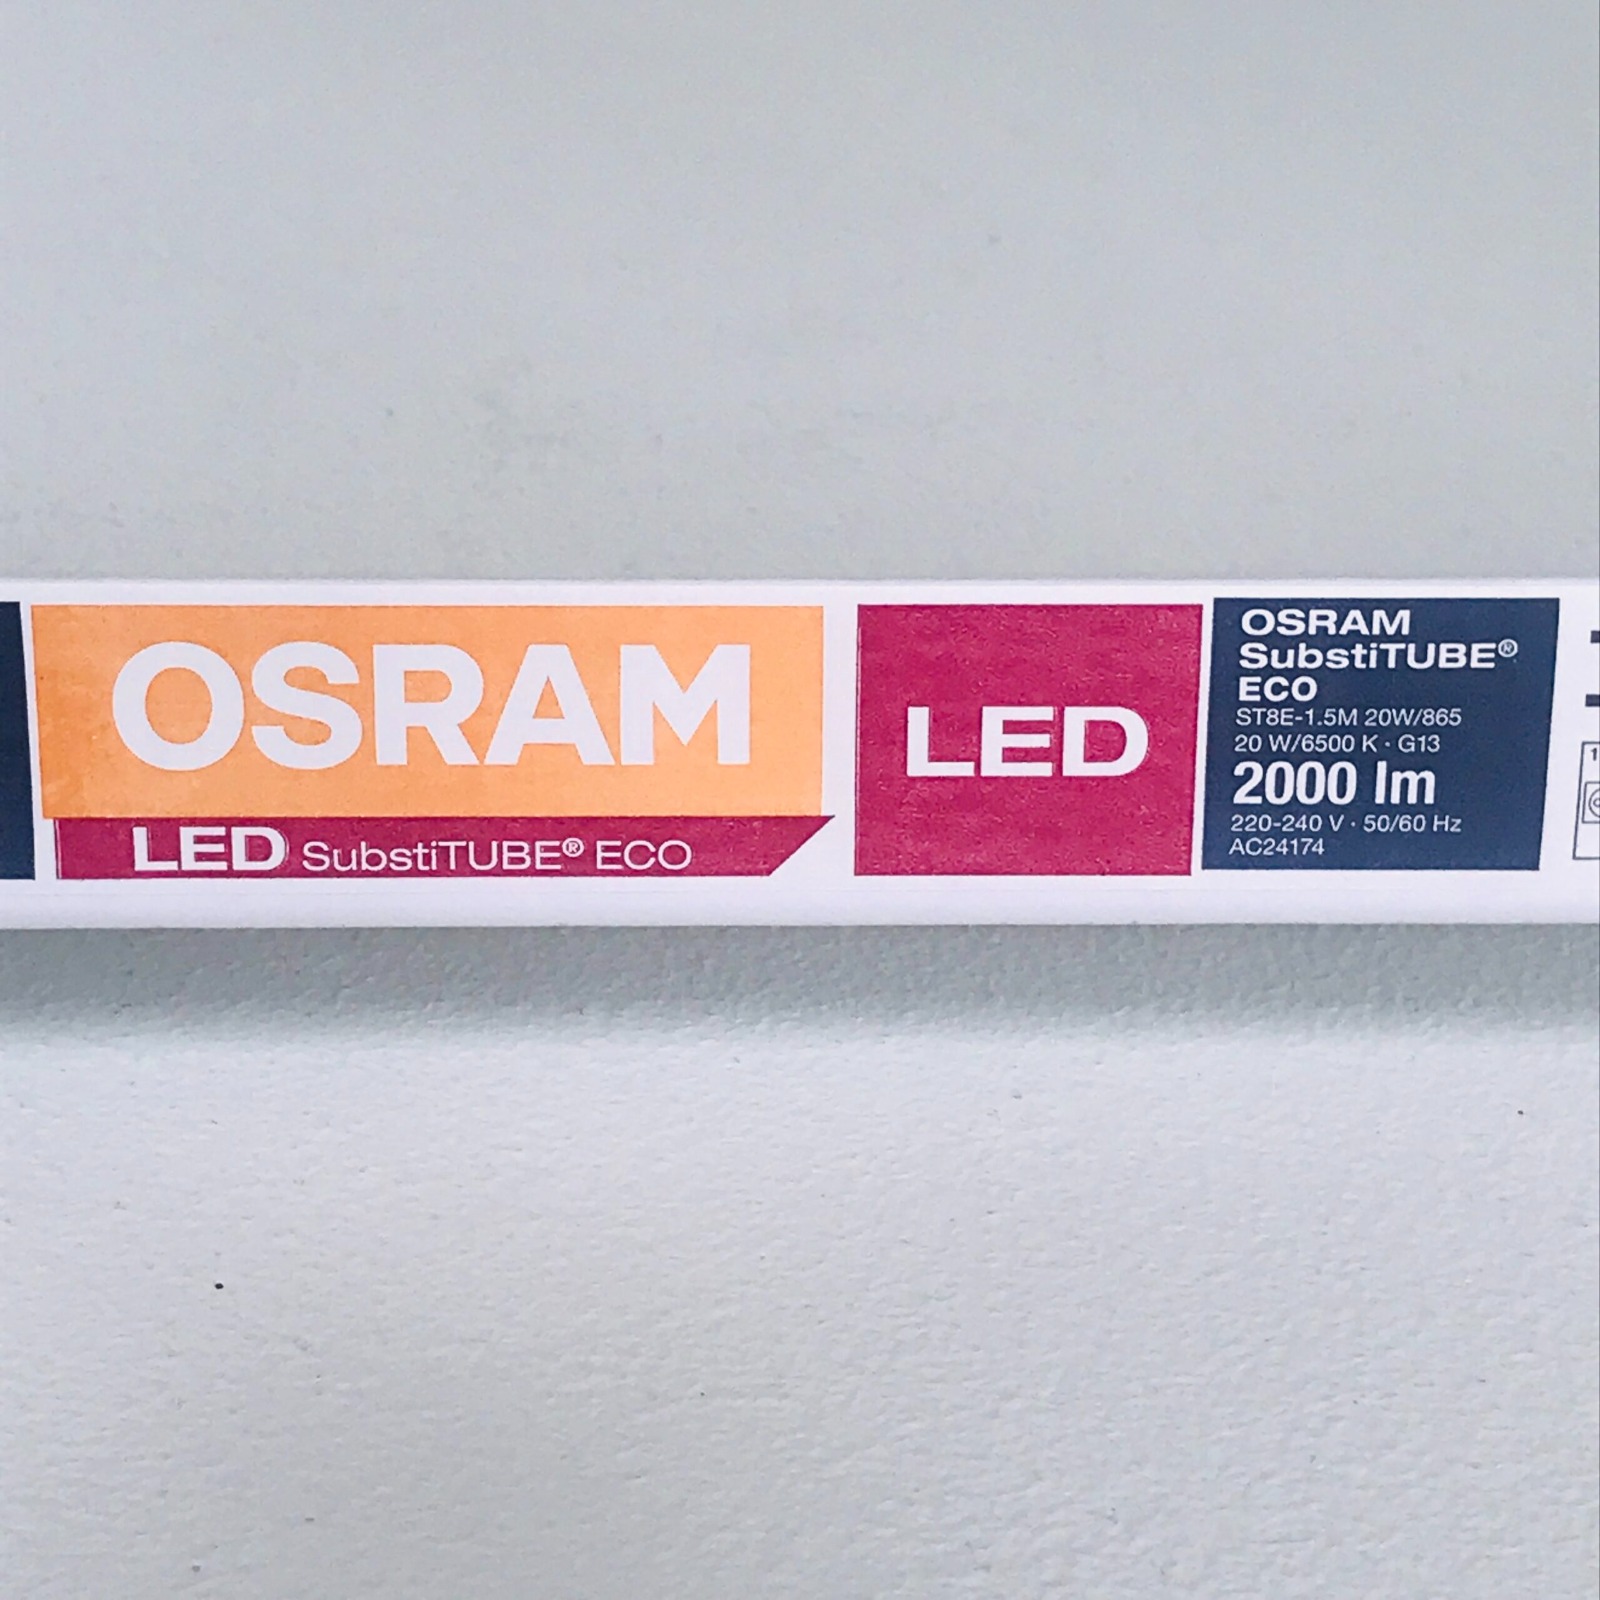 OSRAM
LED SubstiTUBE® ECO
LED
OSRAM
SubstiTUBE®
ECO
ST8E-1.5M 20W/865
20 W/6500 K · G13
2000 lm
220-240 V · 50/60 Hz
AC24174